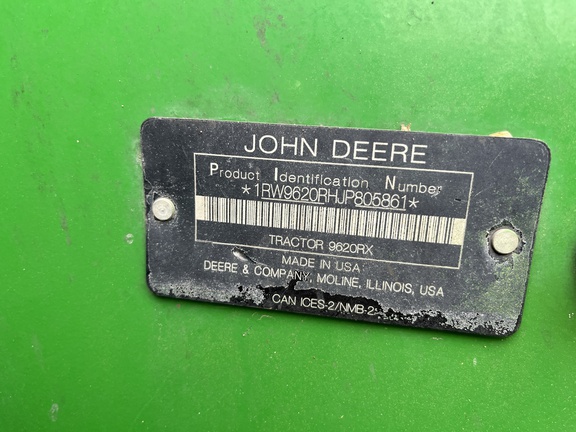 JOHN DEERE
Product Identification Number
*1RW9620RHJP805861*
TRACTOR 9620RX
MADE IN USA
DEERE & COMPANY, MOLINE, ILLINOIS, USA
CAN ICES-2/NMB-2